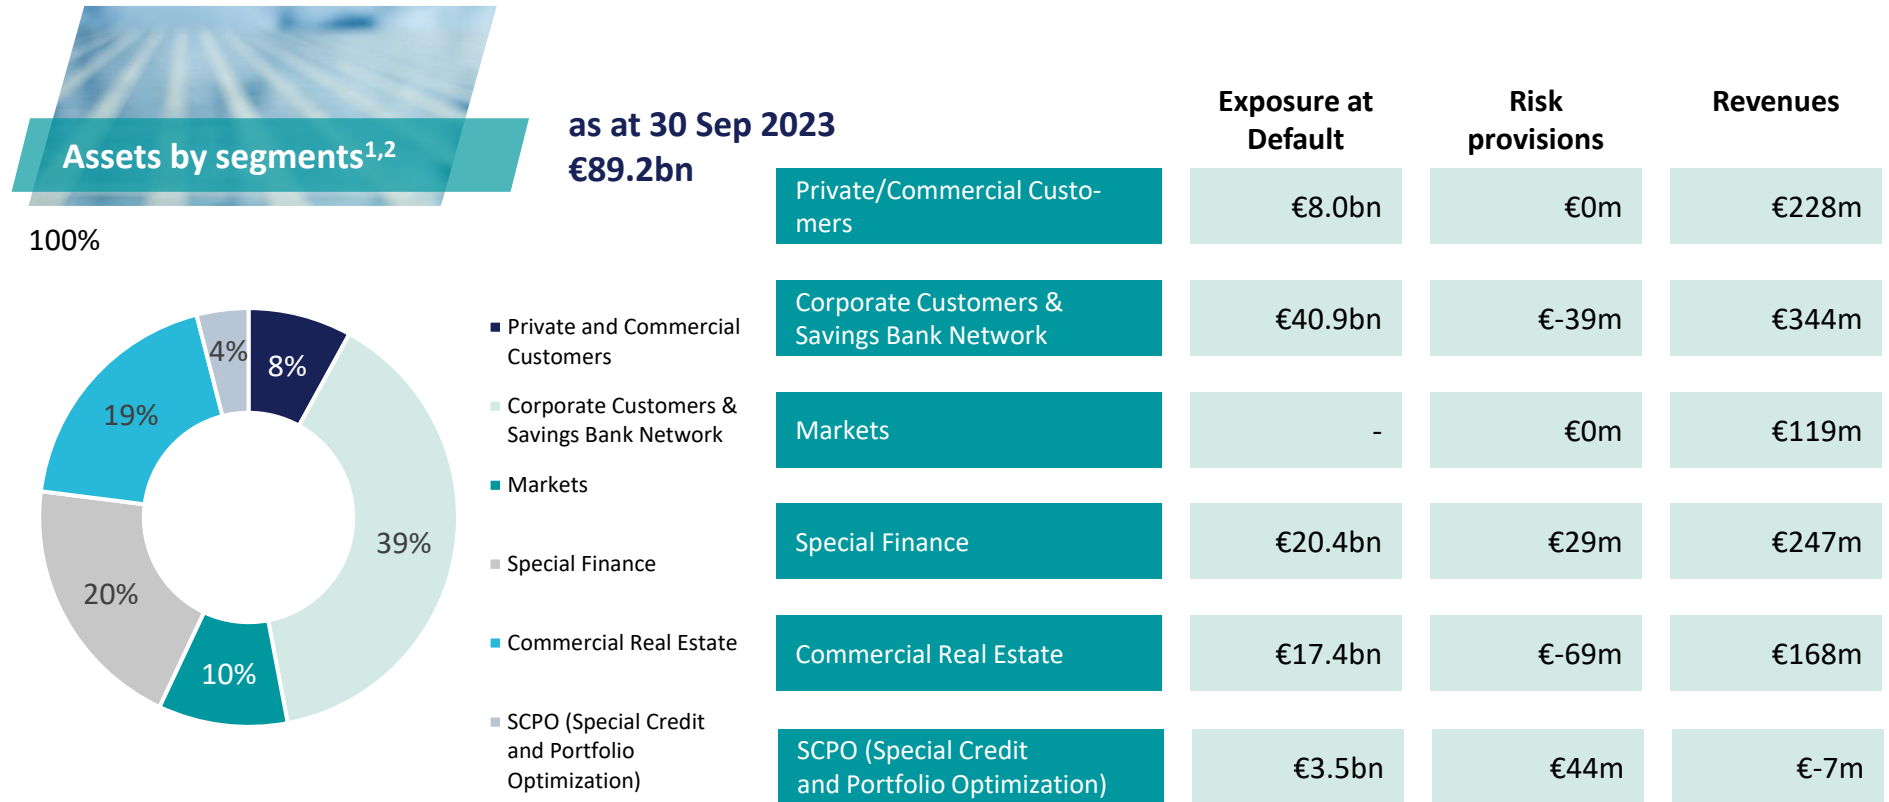 Assets by segments1,2
as at 30 Sep 2023
€89.2bn
100%
8%
39%
10%
20%
19%
4%
Private and Commercial
Customers
Corporate Customers &
Savings Bank Network
Markets
Special Finance
Commercial Real Estate
SCPO (Special Credit
and Portfolio
Optimization)
Exposure at
Default
Risk
provisions
Revenues
Private/Commercial Custo-
mers
€8.0bn
€0m
€228m
Corporate Customers &
Savings Bank Network
€40.9bn
€-39m
€344m
Markets
-
€0m
€119m
Special Finance
€20.4bn
€29m
€247m
Commercial Real Estate
€17.4bn
€-69m
€168m
SCPO (Special Credit
and Portfolio Optimization)
€3.5bn
€44m
€-7m